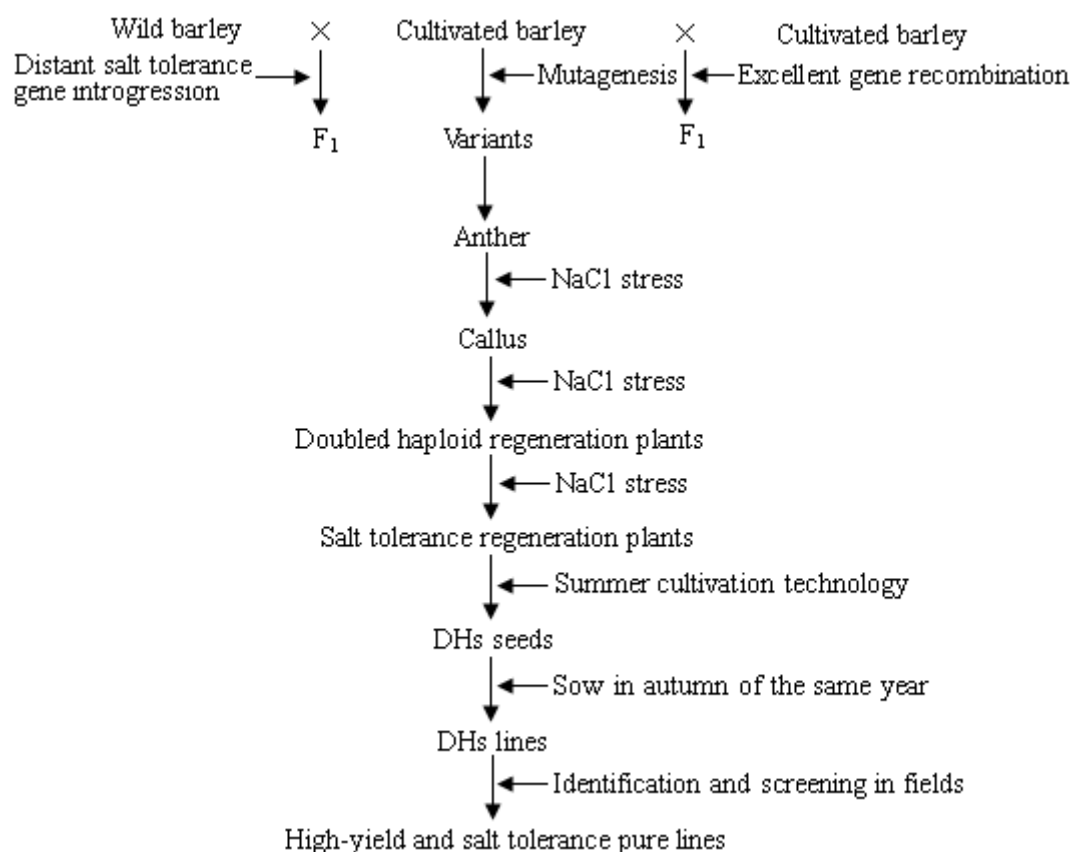 Wild barley × Cultivated barley × Cultivated barley
Distant salt tolerance gene introgression Mutagenesis Excellent gene recombination
F1 Variants F1
Anther
NaC1 stress
Callus
NaC1 stress
Doubled haploid regeneration plants
NaC1 stress
Salt tolerance regeneration plants
Summer cultivation technology
DHs seeds
Sow in autumn of the same year
DHs lines
Identification and screening in fields
High-yield and salt tolerance pure lines